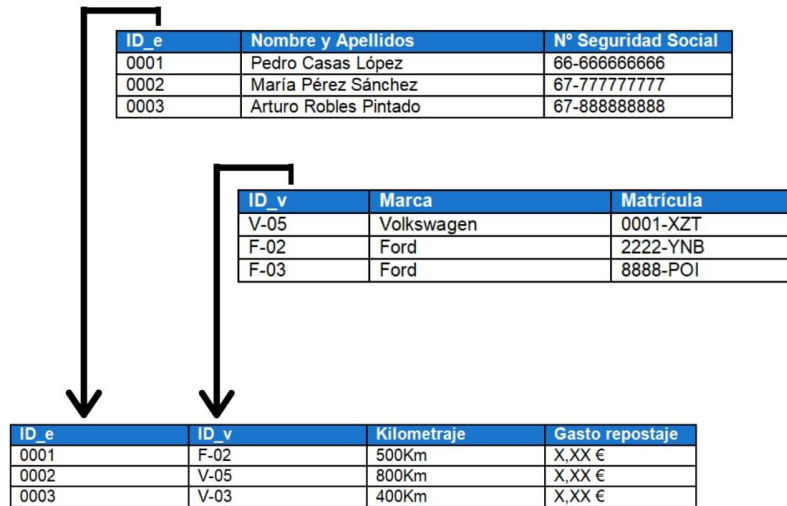 ID_e Nombre y Apellidos Nº Seguridad Social
0001 Pedro Casas López 66-666666666
0002 María Pérez Sánchez 67-777777777
0003 Arturo Robles Pintado 67-888888888
ID_v Marca Matrícula
V-05 Volkswagen 0001-XZT
F-02 Ford 2222-YNB
F-03 Ford 8888-POI
ID_e ID_v Kilometraje Gasto repostaje
0001 F-02 500Km X,XX €
0002 V-05 800Km X,XX €
0003 V-03 400Km X,XX €